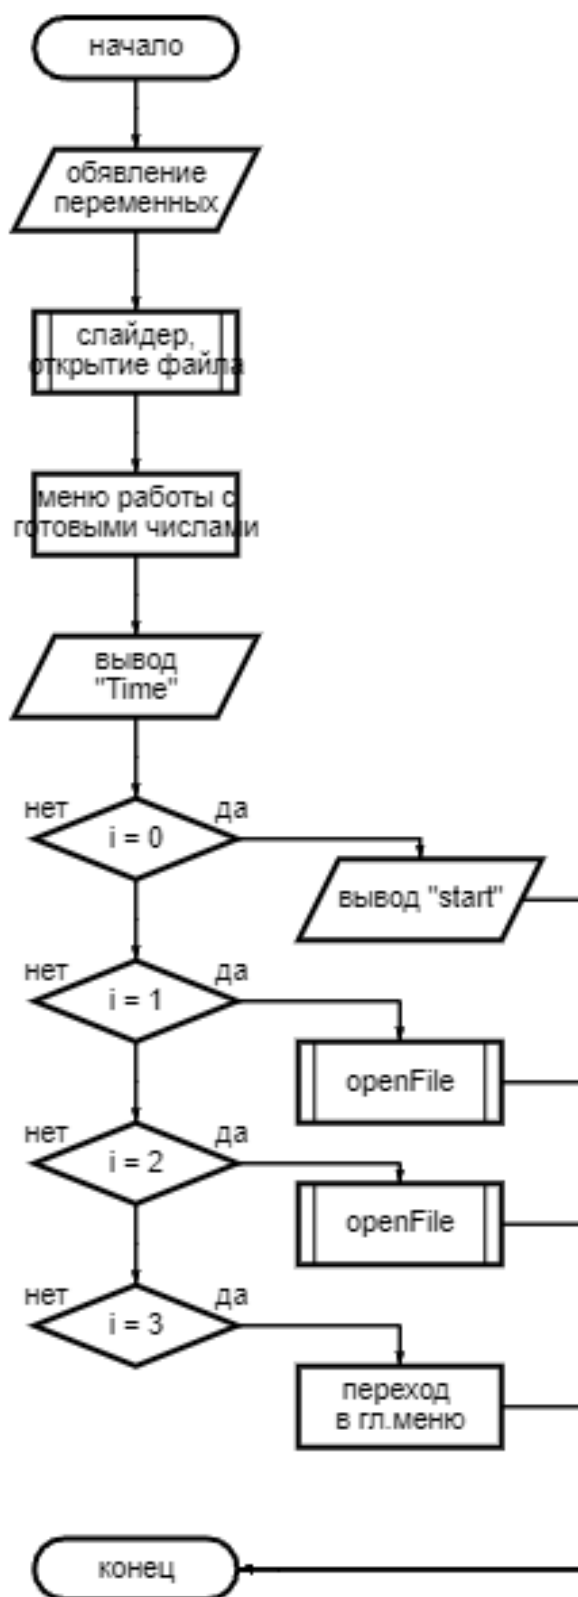 начало
обявление
переменных
слайдер,
открытие файла
меню работы с
готовыми числами
вывод
"Time"
нет
да
i = 0
вывод "start"
нет
да
i = 1
openFile
нет
да
i = 2
openFile
нет
да
i = 3
переход
в гл.меню
конец